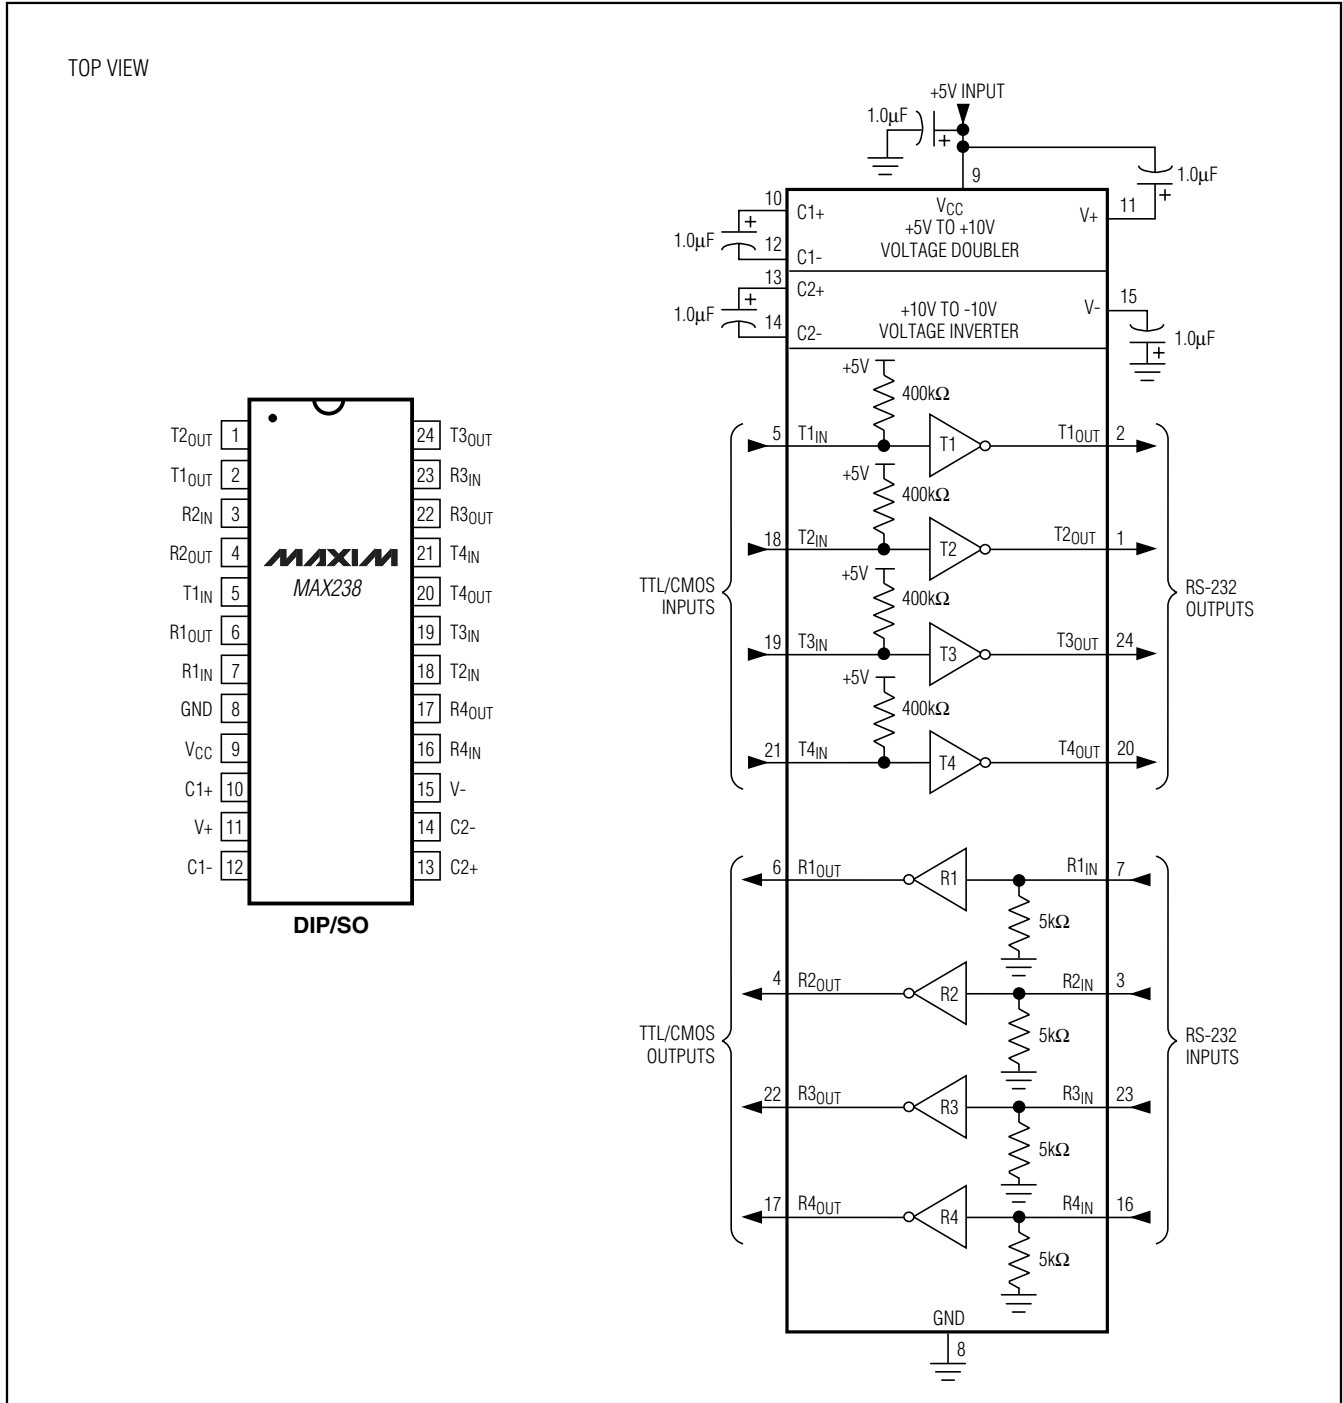 TOP VIEW
T2OUT 1
T1OUT 2
R2IN 3
R2OUT 4
T1IN 5
R1OUT 6
R1IN 7
GND 8
VCC 9
C1+ 10
V+ 11
C1- 12
24 T3OUT
23 R3IN
22 R3OUT
21 T4IN
20 T4OUT
19 T3IN
18 T2IN
17 R4OUT
16 R4IN
15 V-
14 C2-
13 C2+
MAXIM
MAX238
DIP/SO
+5V INPUT
1.0µF
+
9
1.0µF
+
10 C1+
1.0µF
+
12 C1-
VCC
+5V TO +10V
VOLTAGE DOUBLER
V+ 11
13 C2+
1.0µF
+
14 C2-
+10V TO -10V
VOLTAGE INVERTER
V- 15
1.0µF
+
TTL/CMOS
INPUTS
+5V
400kΩ
5 T1IN T1 T1OUT 2
+5V
400kΩ
18 T2IN T2 T2OUT 1
+5V
400kΩ
19 T3IN T3 T3OUT 24
+5V
400kΩ
21 T4IN T4 T4OUT 20
RS-232
OUTPUTS
TTL/CMOS
OUTPUTS
6 R1OUT R1 R1IN 7
5kΩ
4 R2OUT R2 R2IN 3
5kΩ
22 R3OUT R3 R3IN 23
5kΩ
17 R4OUT R4 R4IN 16
5kΩ
RS-232
INPUTS
GND
8